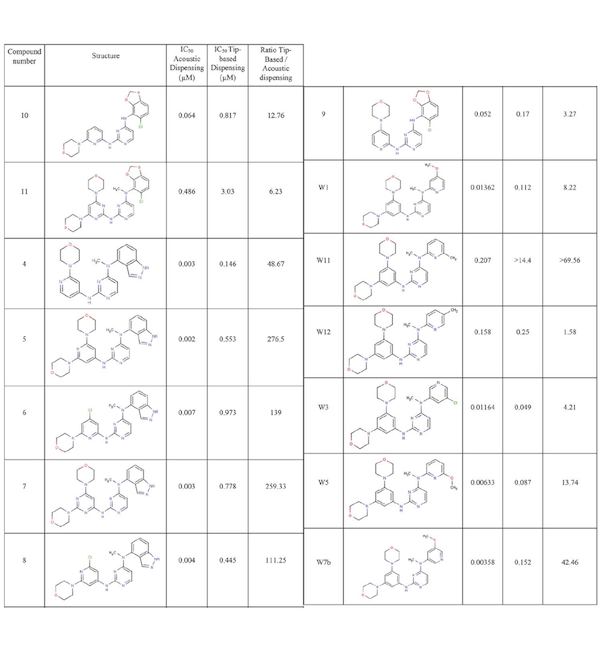 Compound number
Structure
IC50 Acoustic Dispensing (µM)
IC50 Tip-based Dispensing (µM)
Ratio Tip-Based / Acoustic dispensing
10 0.064 0.817 12.76
11 0.486 3.03 6.23
4 0.003 0.146 48.67
5 0.002 0.553 276.5
6 0.007 0.973 139
7 0.003 0.778 259.33
8 0.004 0.445 111.25
9 0.052 0.17 3.27
W1 0.01362 0.112 8.22
W11 0.207 >14.4 >69.56
W12 0.158 0.25 1.58
W3 0.01164 0.049 4.21
W5 0.00633 0.087 13.74
W7b 0.00358 0.152 42.46